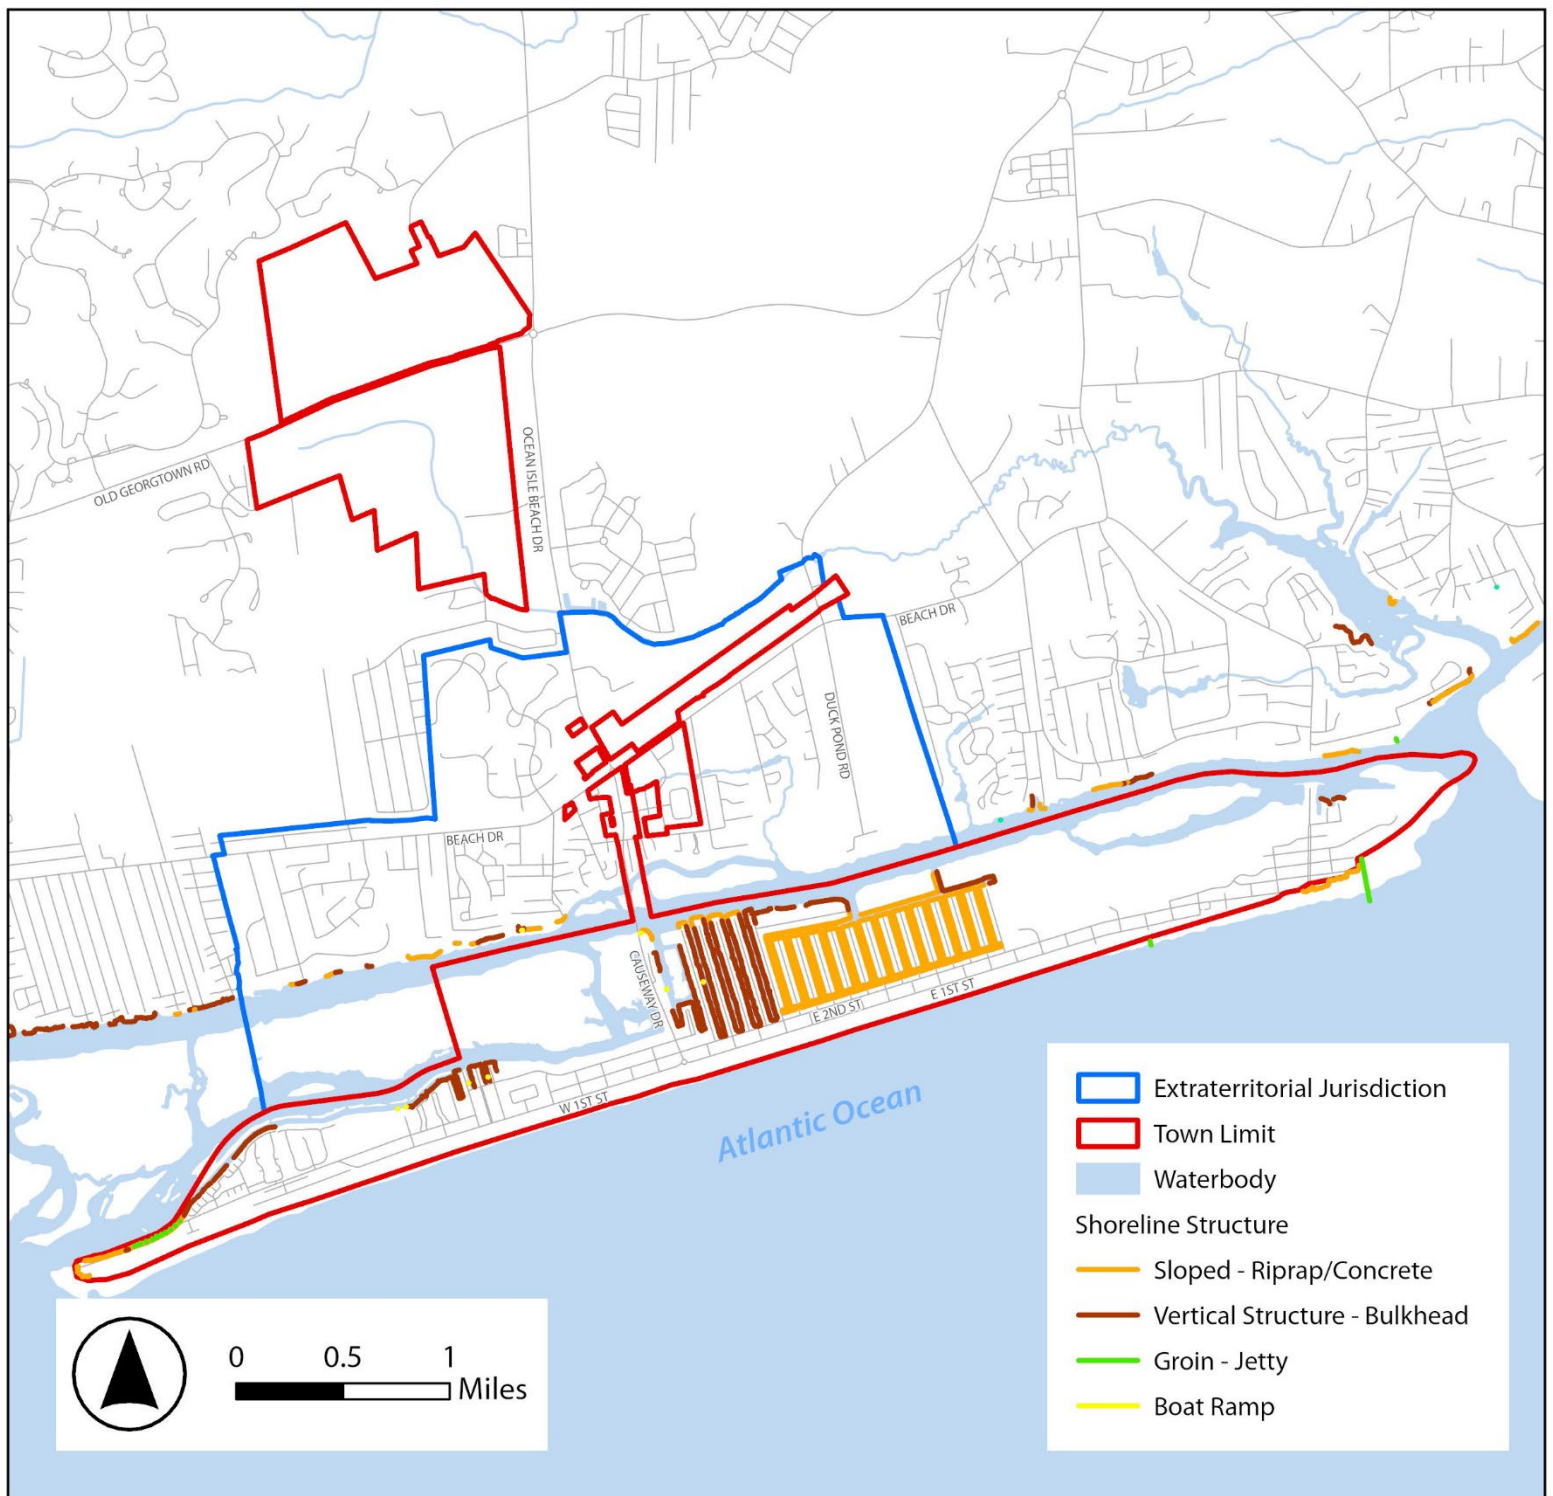 OLD GEORGTOWN RD
OCEAN ISLE BEACH DR
BEACH DR
DUCK POND RD
BEACH DR
CAUSEWAY DR
E 1ST ST
E 2ND ST
W 1ST ST
Atlantic Ocean
Extraterritorial Jurisdiction
Town Limit
Waterbody
Shoreline Structure
Sloped - Riprap/Concrete
Vertical Structure - Bulkhead
Groin - Jetty
Boat Ramp
0 0.5 1
Miles